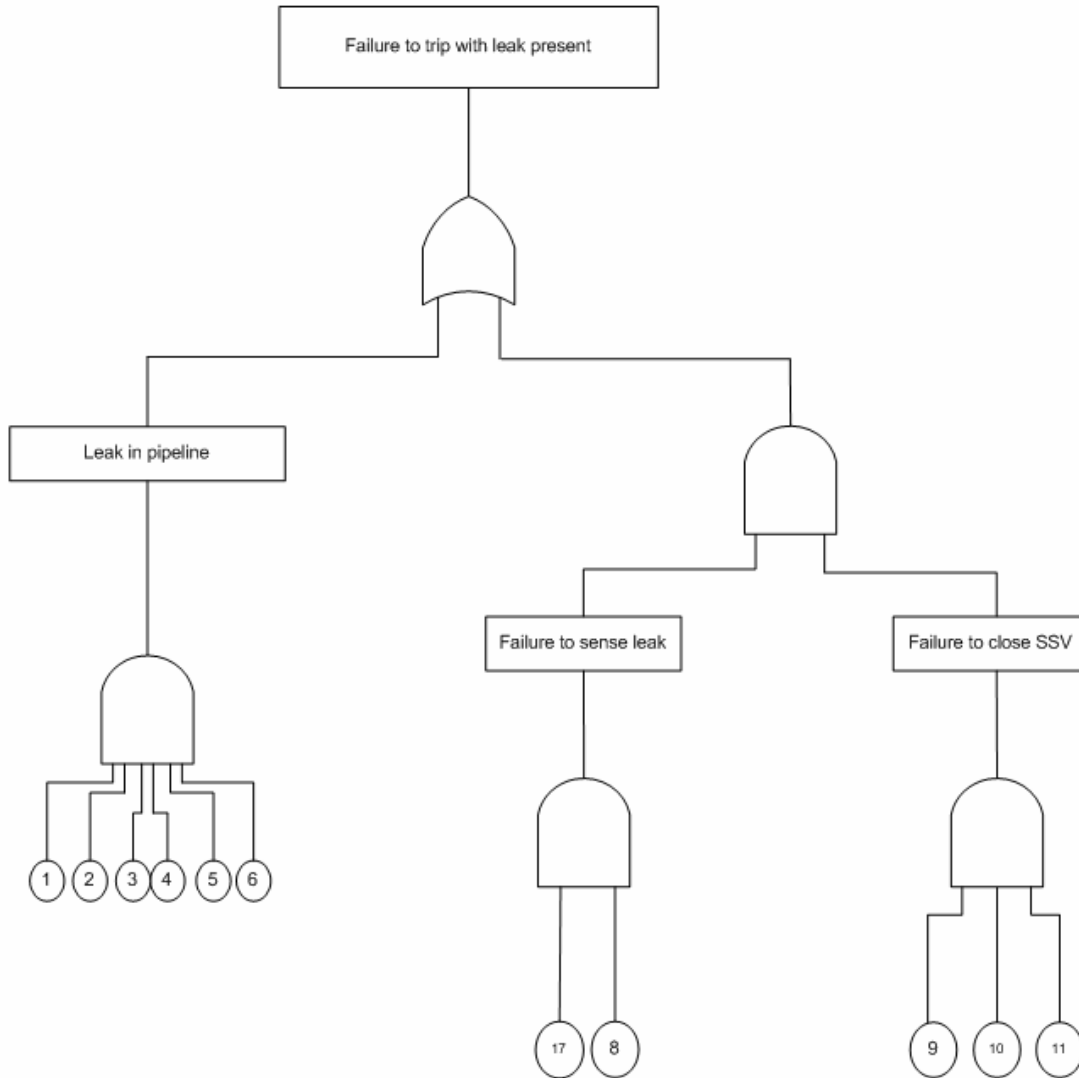 Failure to trip with leak present
Leak in pipeline
Failure to sense leak
Failure to close SSV
1 2 3 4 5 6
17 8 9 10 11